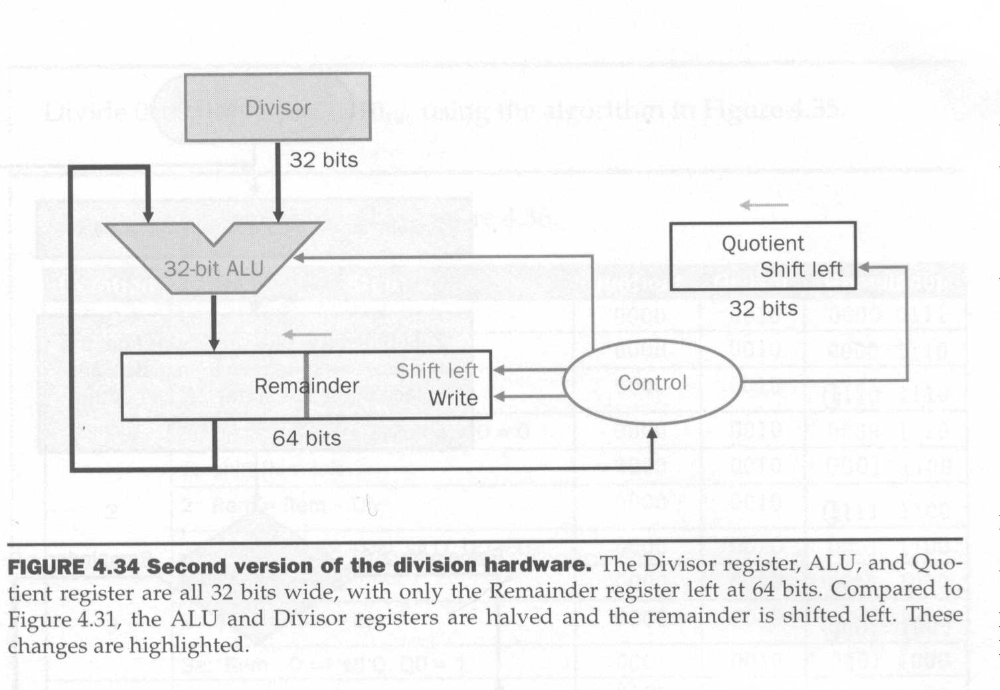 Divisor
32 bits
32-bit ALU
Quotient
Shift left
32 bits
Remainder
Shift left
Write
64 bits
Control
FIGURE 4.34 Second version of the division hardware. The Divisor register, ALU, and Quo-
tient register are all 32 bits wide, with only the Remainder register left at 64 bits. Compared to
Figure 4.31, the ALU and Divisor registers are halved and the remainder is shifted left. These
changes are highlighted.